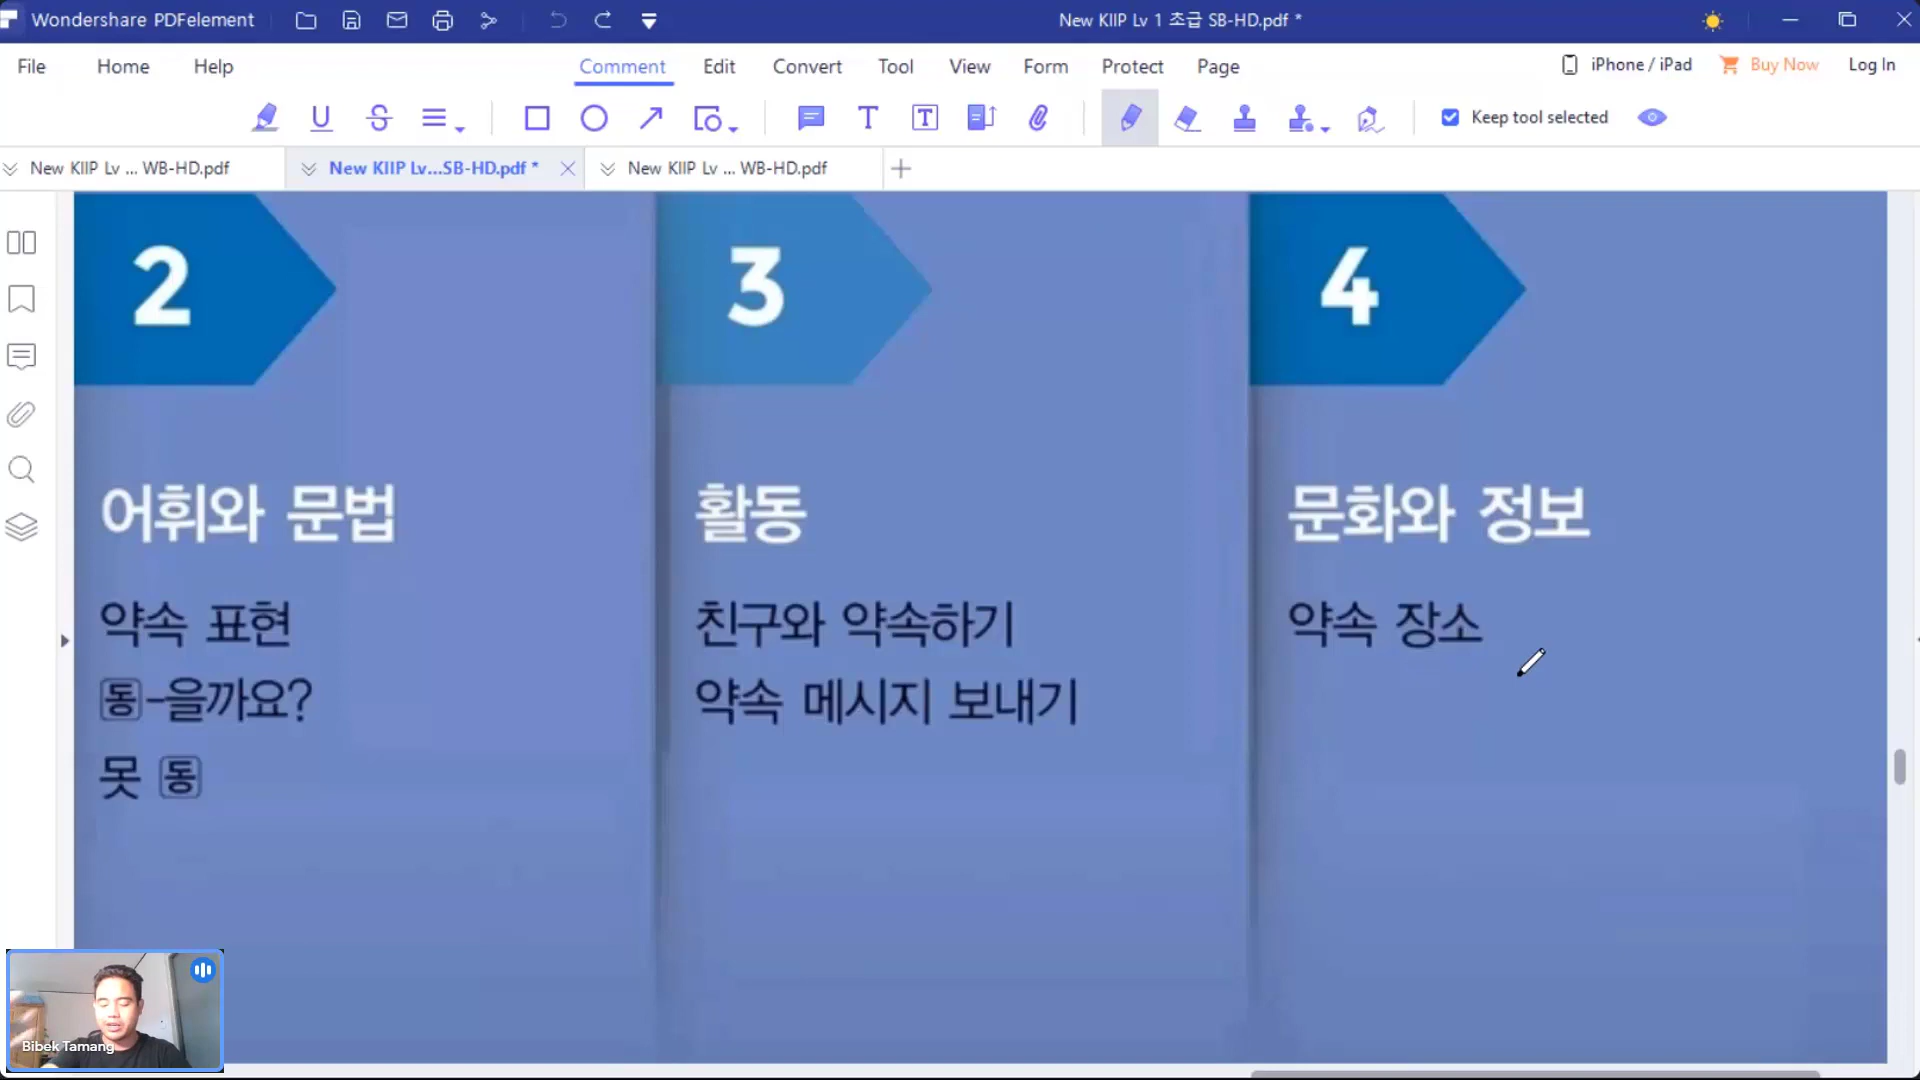 Wondershare PDFelement
New KIIP Lv 1 초급 SB-HD.pdf *
File Home Help Comment Edit Convert Tool View Form Protect Page iPhone / iPad Buy Now Log In
Keep tool selected
New KIIP Lv ... WB-HD.pdf
New KIIP Lv...SB-HD.pdf *
New KIIP Lv ... WB-HD.pdf
2
어휘와 문법
약속 표현
동-을까요?
못 동
3
활동
친구와 약속하기
약속 메시지 보내기
4
문화와 정보
약속 장소
Bibek Tamang